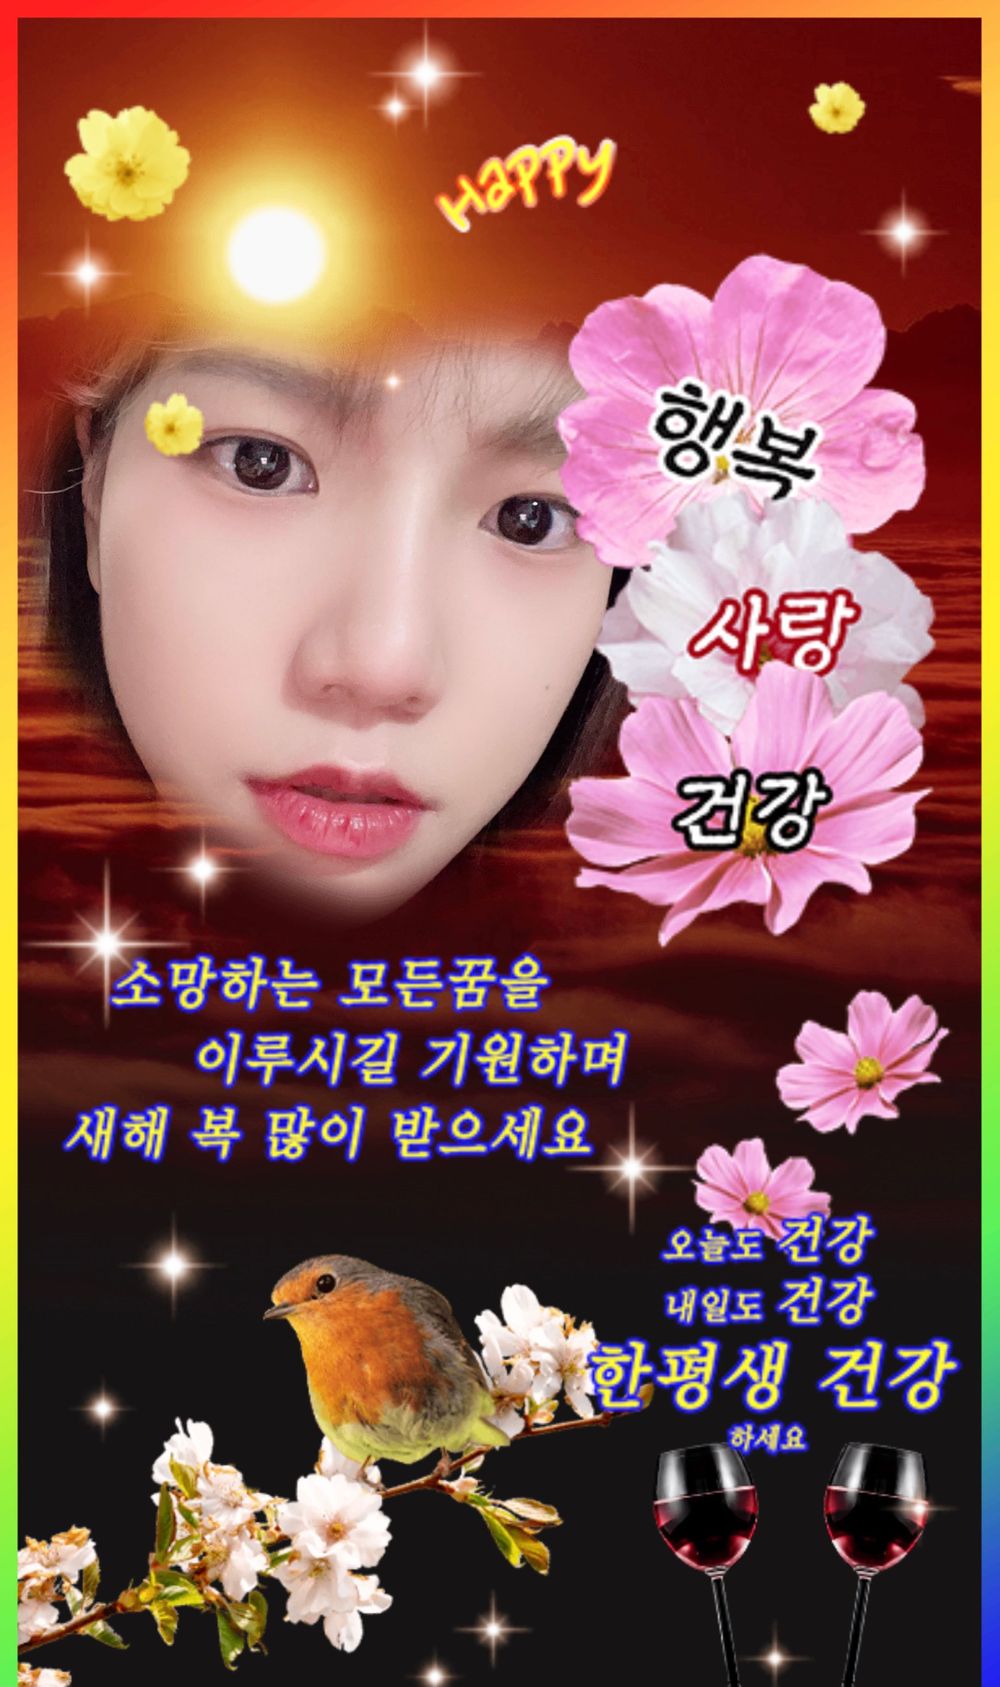 Happy
행복
사랑
건강
소망하는 모든꿈을
이루시길 기원하며
새해 복 많이 받으세요
오늘도 건강
내일도 건강
한평생 건강
하세요